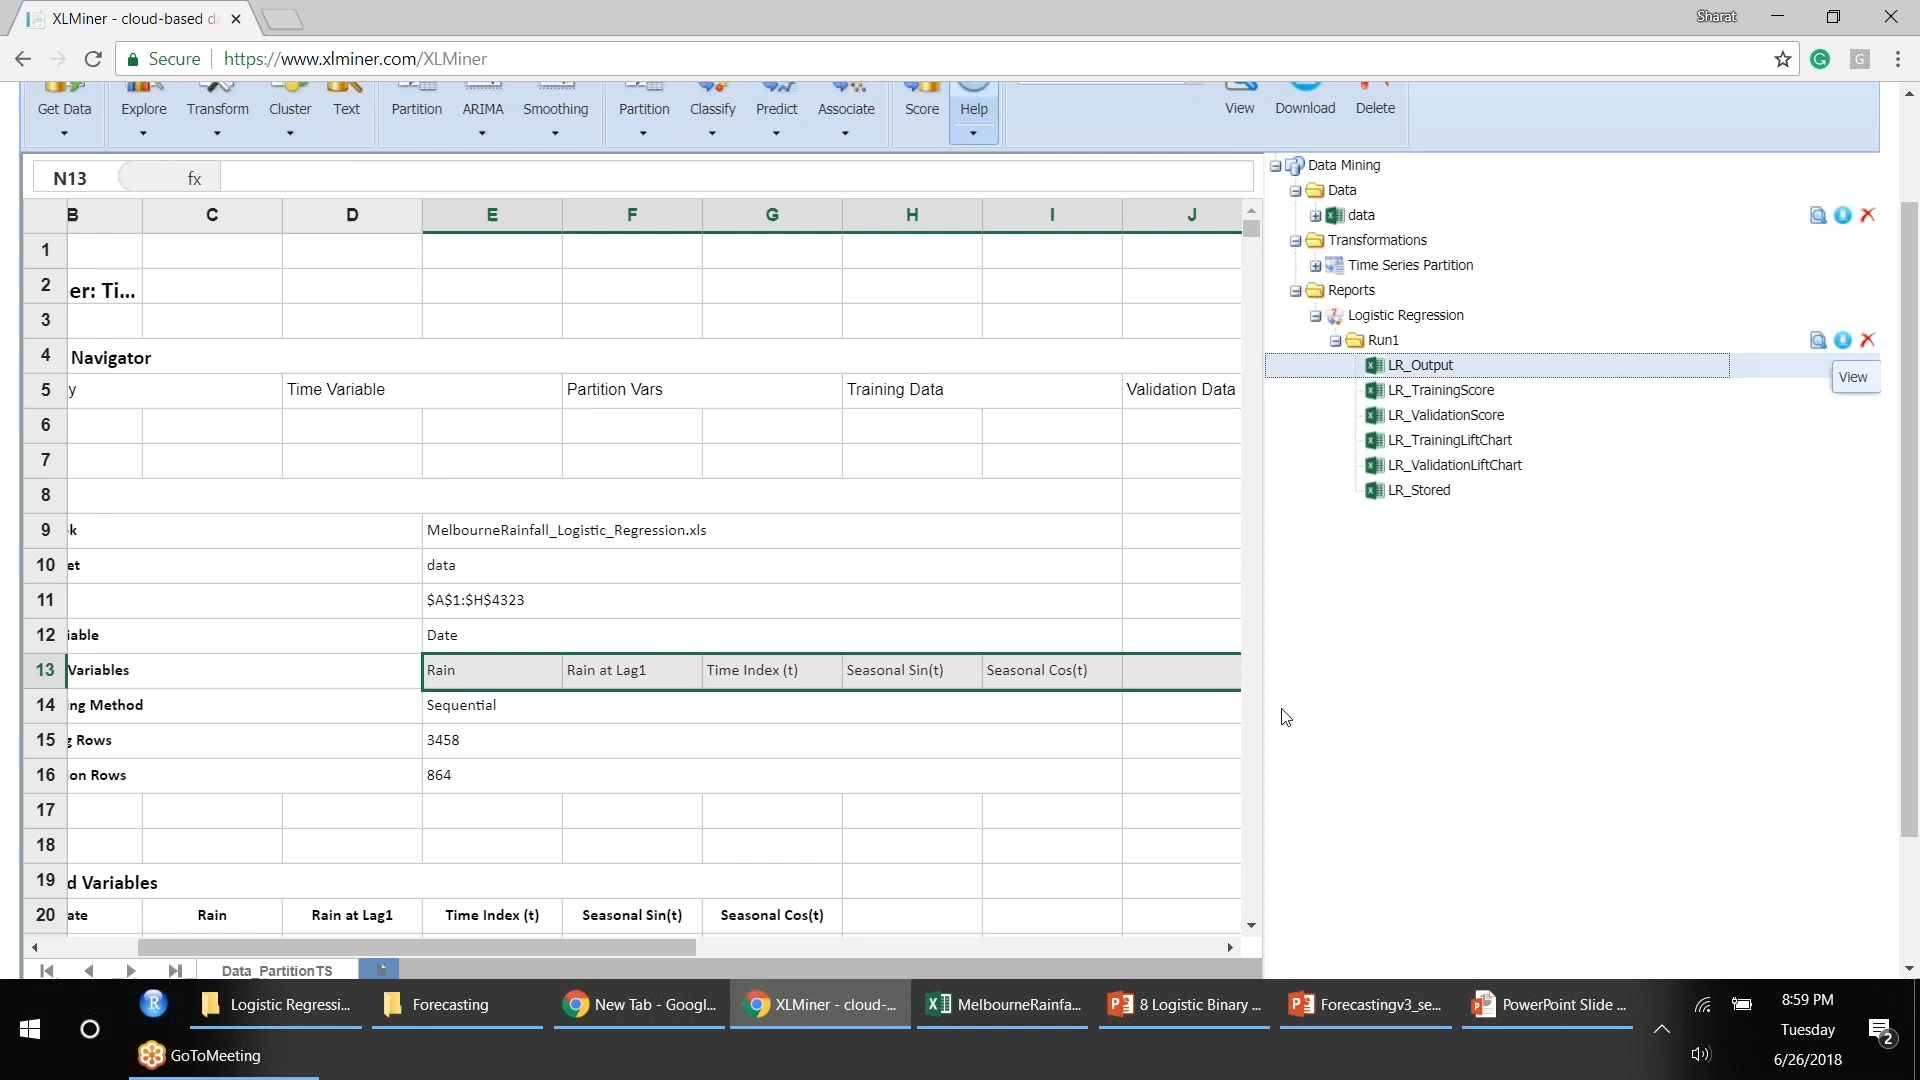 XLMiner - cloud-based d
Sharat
Secure
https://www.xlminer.com/XLMiner
Get Data
Explore
Transform
Cluster
Text
Partition
ARIMA
Smoothing
Partition
Classify
Predict
Associate
Score
Help
View
Download
Delete
N13
fx
B C D E F G H I J
1
2 er: Ti...
3
4 Navigator
5 y Time Variable Partition Vars Training Data Validation Data
6
7
8
9 k MelbourneRainfall_Logistic_Regression.xls
10 et data
11 $A$1:$H$4323
12 iable Date
13 Variables Rain Rain at Lag1 Time Index (t) Seasonal Sin(t) Seasonal Cos(t)
14 ing Method Sequential
15 g Rows 3458
16 ion Rows 864
17
18
19 d Variables
20 ate Rain Rain at Lag1 Time Index (t) Seasonal Sin(t) Seasonal Cos(t)
Data_PartitionTS
Data Mining
Data
data
Transformations
Time Series Partition
Reports
Logistic Regression
Run1
LR_Output
View
LR_TrainingScore
LR_ValidationScore
LR_TrainingLiftChart
LR_ValidationLiftChart
LR_Stored
R
Logistic Regressi...
Forecasting
New Tab - Googl...
XLMiner - cloud-...
MelbourneRainfa...
8 Logistic Binary ...
Forecastingv3_se...
PowerPoint Slide ...
GoToMeeting
8:59 PM
Tuesday
6/26/2018
2